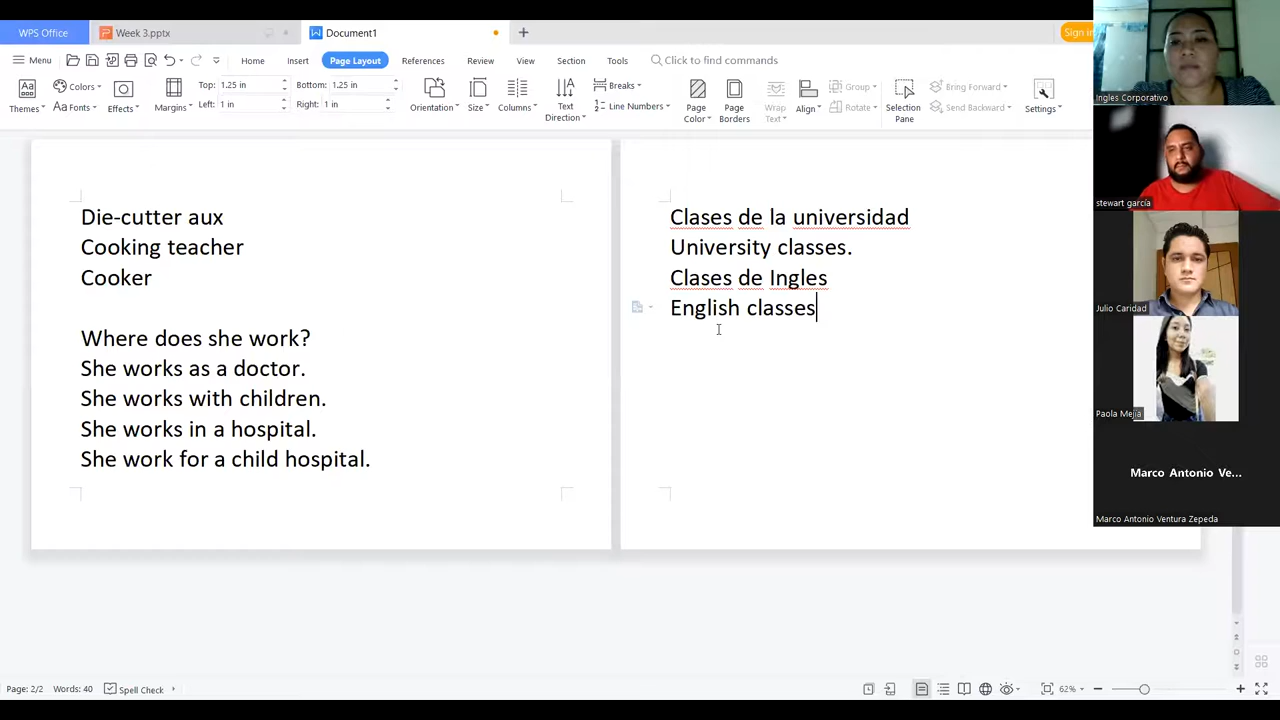 WPS Office
Week 3.pptx
Document1
Sign in
Menu
Home
Insert
Page Layout
References
Review
View
Section
Tools
Click to find commands
Themes
Colors
Fonts
Effects
Margins
Top: 1.25 in
Bottom: 1.25 in
Left: 1 in
Right: 1 in
Orientation
Size
Columns
Text
Direction
Breaks
Line Numbers
Page
Color
Page
Borders
Wrap
Text
Align
Group
Rotate
Selection
Pane
Bring Forward
Send Backward
Settings
Die-cutter aux
Cooking teacher
Cooker
Where does she work?
She works as a doctor.
She works with children.
She works in a hospital.
She work for a child hospital.
Clases de la universidad
University classes.
Clases de Ingles
English classes
Ingles Corporativo
stewart garcía
Julio Caridad
Paola Mejía
Marco Antonio Ve...
Marco Antonio Ventura Zepeda
Page: 2/2
Words: 40
Spell Check
62%